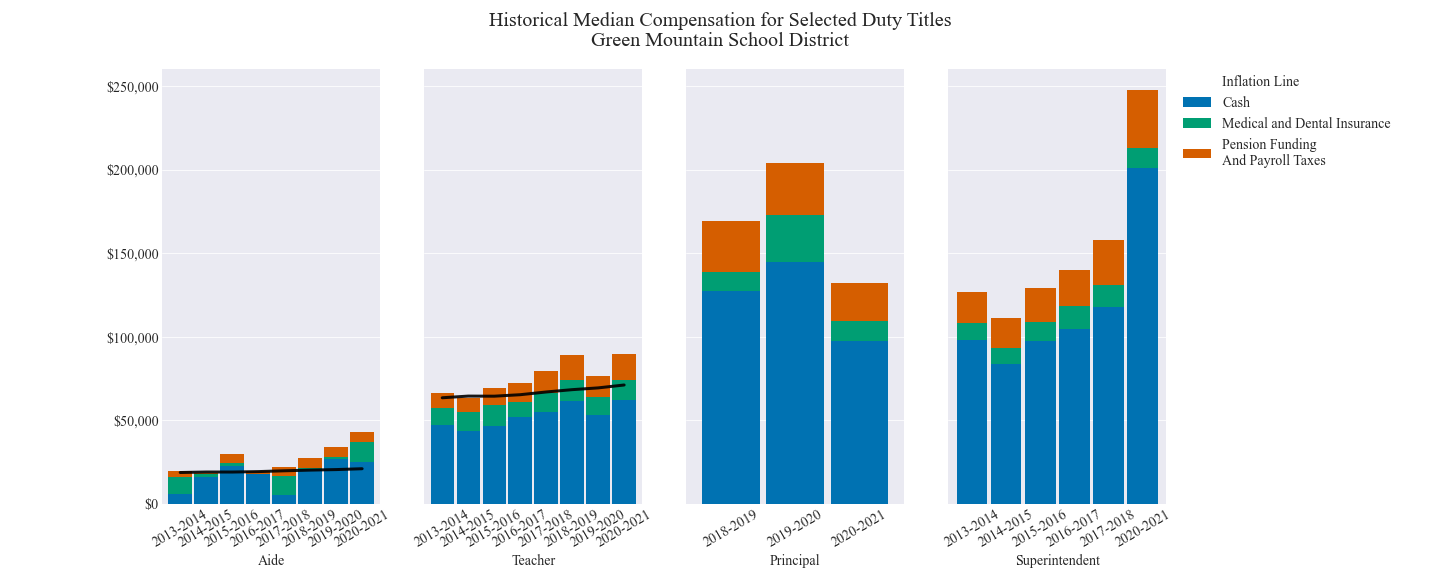 Historical Median Compensation for Selected Duty Titles
Green Mountain School District
$250,000
$200,000
$150,000
$100,000
$50,000
$0
2013-2014
2014-2015
2015-2016
2016-2017
2017-2018
2018-2019
2019-2020
2020-2021
Aide
2013-2014
2014-2015
2015-2016
2016-2017
2017-2018
2018-2019
2019-2020
2020-2021
Teacher
2018-2019
2019-2020
2020-2021
Principal
2013-2014
2014-2015
2015-2016
2016-2017
2017-2018
2020-2021
Superintendent
Inflation Line
Cash
Medical and Dental Insurance
Pension Funding
And Payroll Taxes